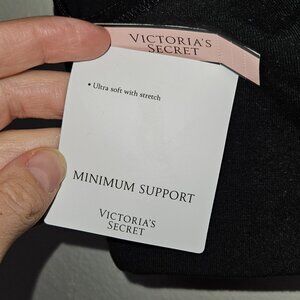 VICTORIA'S
SECRET
• Ultra soft with stretch
MINIMUM SUPPORT
VICTORIA'S
SECRET